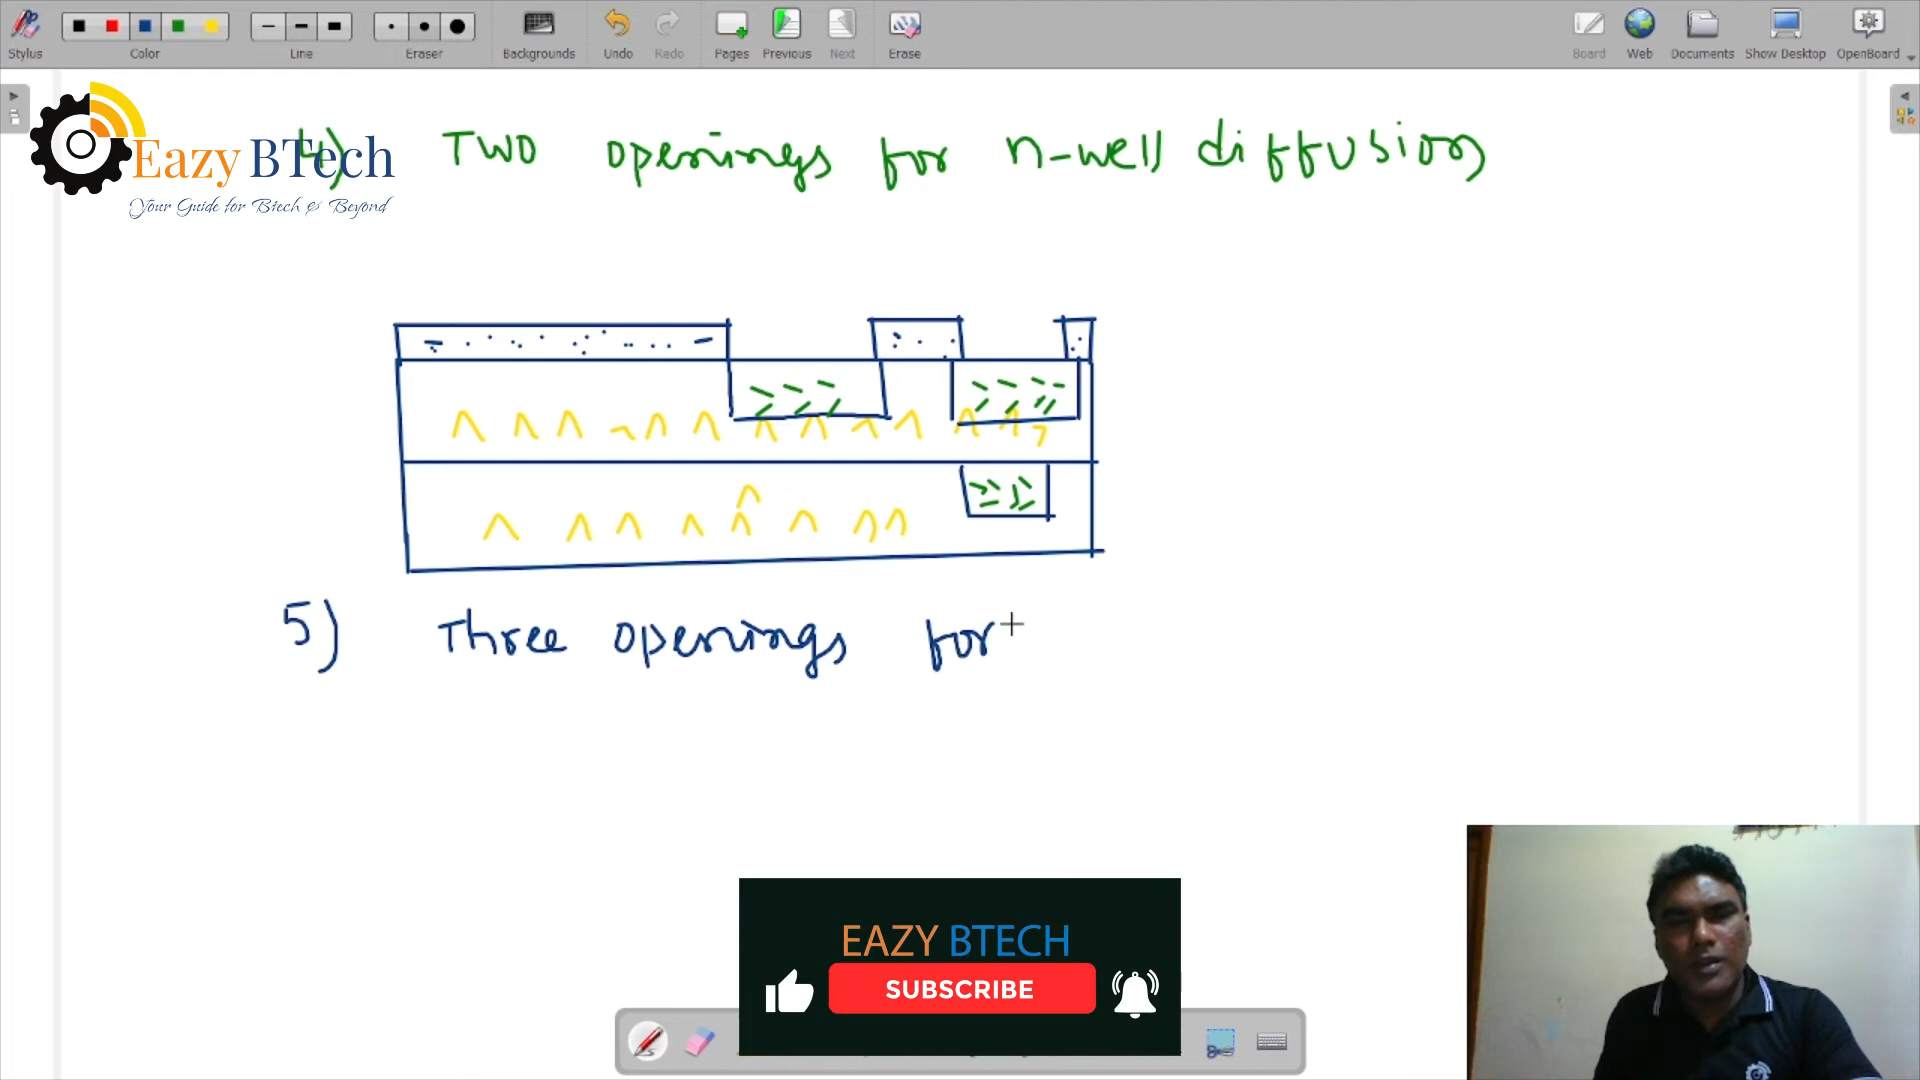 Stylus
Color
Line
Eraser
Backgrounds
Undo
Redo
Pages
Previous
Next
Erase
Board
Web
Documents
Show Desktop
OpenBoard
Eazy BTech
Your Guide for Btech & Beyond
4) Two openings for n-well diffusion
5) Three openings for
EAZY BTECH
SUBSCRIBE